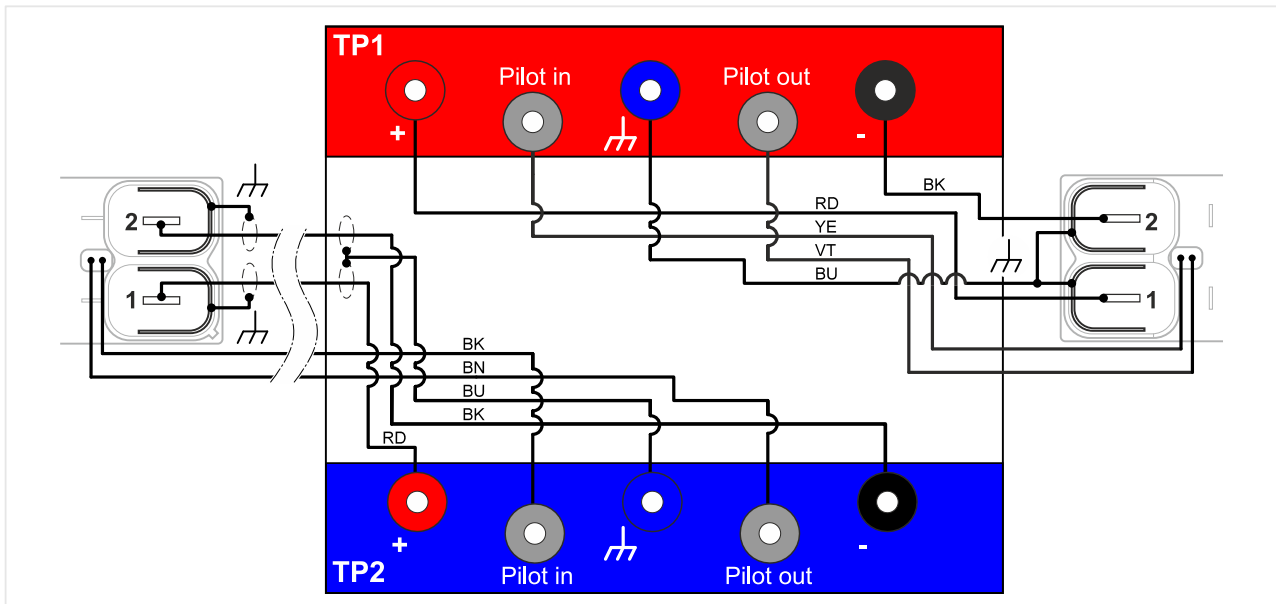 TP1
Pilot in
Pilot out
+
-
BK
RD
YE
VT
BU
2
1
2
1
BK
BN
BU
BK
RD
+
-
Pilot in
Pilot out
TP2